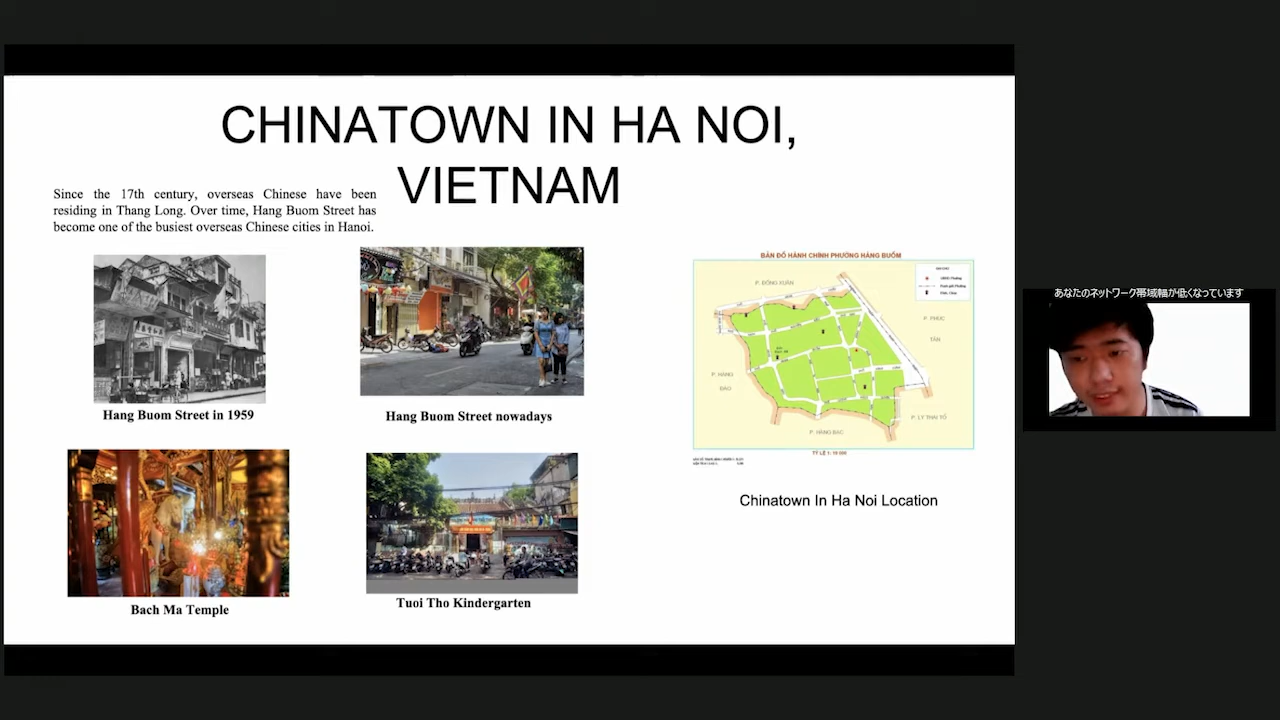 CHINATOWN IN HA NOI,
VIETNAM
Since the 17th century, overseas Chinese have been
residing in Thang Long. Over time, Hang Buom Street has
become one of the busiest overseas Chinese cities in Hanoi.
Hang Buom Street in 1959
Hang Buom Street nowadays
Bach Ma Temple
Tuoi Tho Kindergarten
BẢN ĐỒ HÀNH CHÍNH PHƯỜNG HÀNG BUỒM
P. ĐỒNG XUÂN
P. PHÚC
TÂN
P. HÀNG
ĐÀO
P. LÝ THÁI TỔ
P. HÀNG BẠC
Chinatown In Ha Noi Location
あなたのネットワーク帯域幅が低くなっています